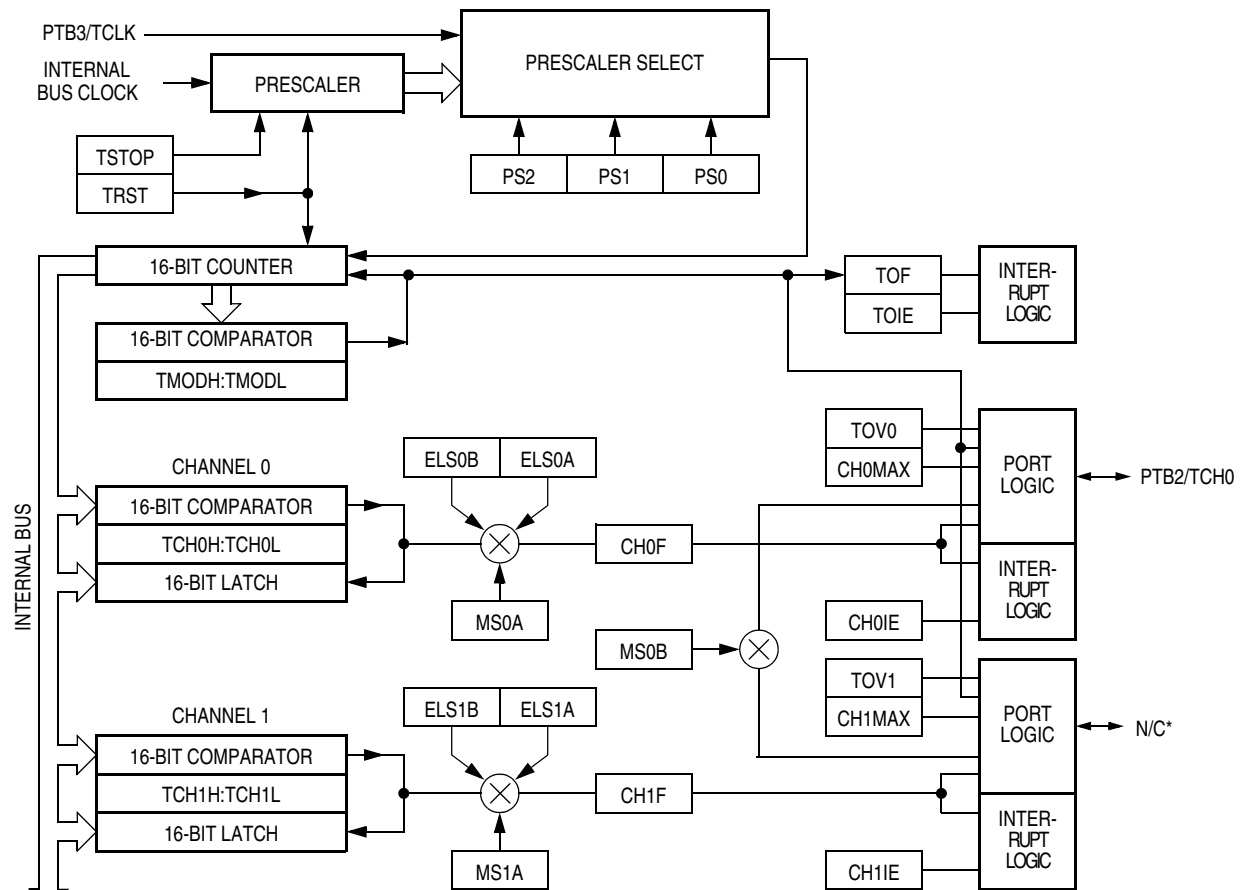 PTB3/TCLK
INTERNAL
BUS CLOCK
PRESCALER
PRESCALER SELECT
TSTOP
TRST
PS2
PS1
PS0
16-BIT COUNTER
16-BIT COMPARATOR
TMODH:TMODL
TOF
TOIE
INTER-
RUPT
LOGIC
INTERNAL BUS
CHANNEL 0
16-BIT COMPARATOR
TCH0H:TCH0L
16-BIT LATCH
ELS0B
ELS0A
MS0A
CH0F
TOV0
CH0MAX
PORT
LOGIC
PTB2/TCH0
INTER-
RUPT
LOGIC
CH0IE
MS0B
CHANNEL 1
16-BIT COMPARATOR
TCH1H:TCH1L
16-BIT LATCH
ELS1B
ELS1A
MS1A
CH1F
TOV1
CH1MAX
PORT
LOGIC
N/C*
INTER-
RUPT
LOGIC
CH1IE